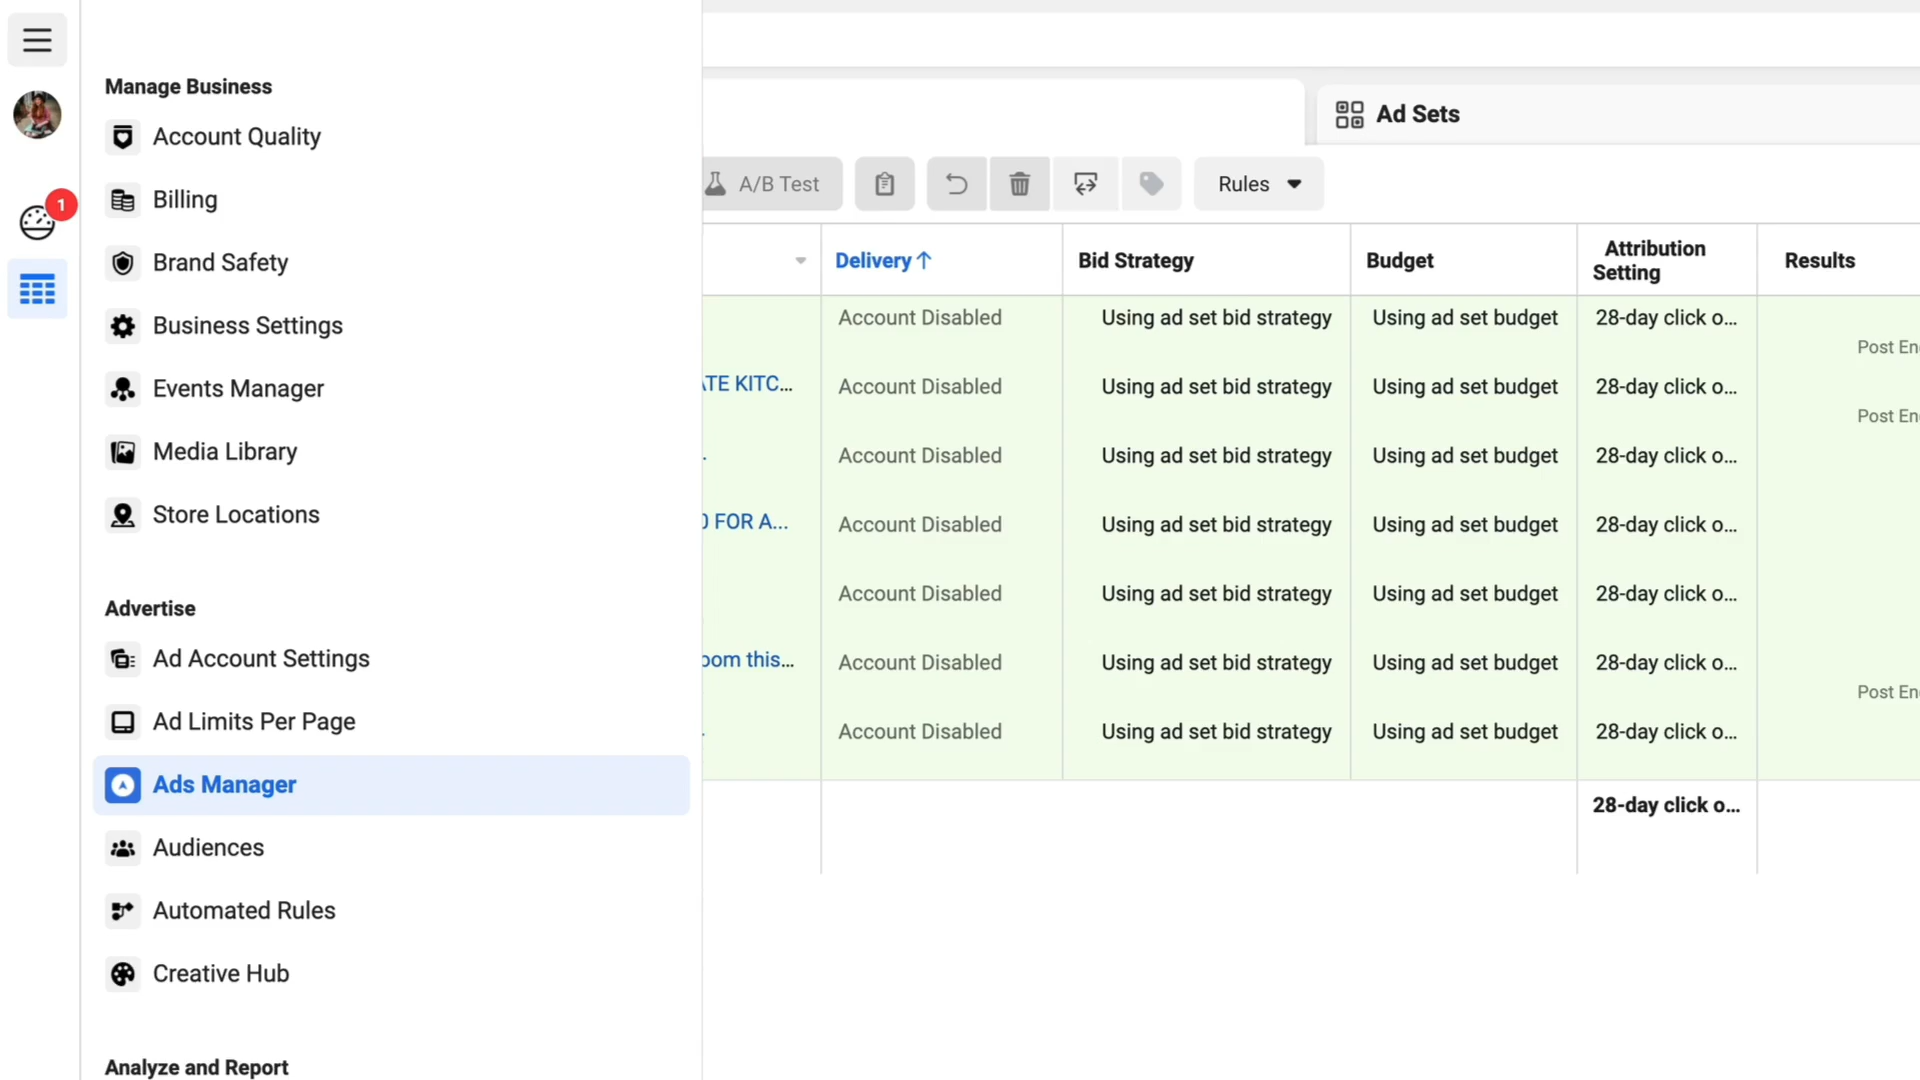 Manage Business
Account Quality
Billing
Brand Safety
Business Settings
Events Manager
Media Library
Store Locations
Advertise
Ad Account Settings
Ad Limits Per Page
Ads Manager
Audiences
Automated Rules
Creative Hub
Analyze and Report
1
Ad Sets
A/B Test
Rules
Delivery↑ Bid Strategy Budget Attribution Setting Results
Account Disabled Using ad set bid strategy Using ad set budget 28-day click o...
Post En
ATE KITC... Account Disabled Using ad set bid strategy Using ad set budget 28-day click o...
Post En
. Account Disabled Using ad set bid strategy Using ad set budget 28-day click o...
0 FOR A... Account Disabled Using ad set bid strategy Using ad set budget 28-day click o...
Account Disabled Using ad set bid strategy Using ad set budget 28-day click o...
oom this... Account Disabled Using ad set bid strategy Using ad set budget 28-day click o...
Post En
. Account Disabled Using ad set bid strategy Using ad set budget 28-day click o...
28-day click o...